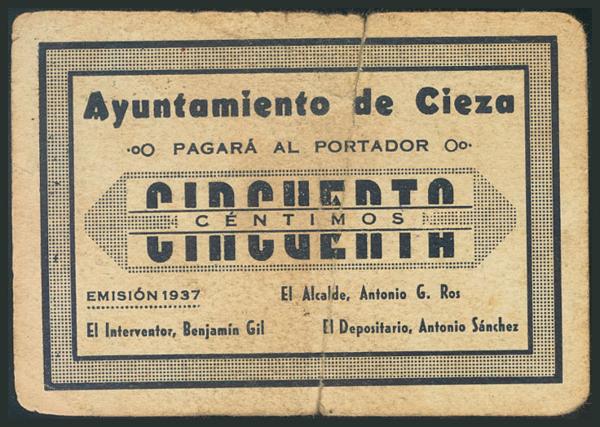 Ayuntamiento de Cieza
PAGARÁ AL PORTADOR
CINCUENTA
CÉNTIMOS
EMISIÓN 1937
El Alcalde, Antonio G. Ros
El Interventor, Benjamín Gil
El Depositario, Antonio Sánchez